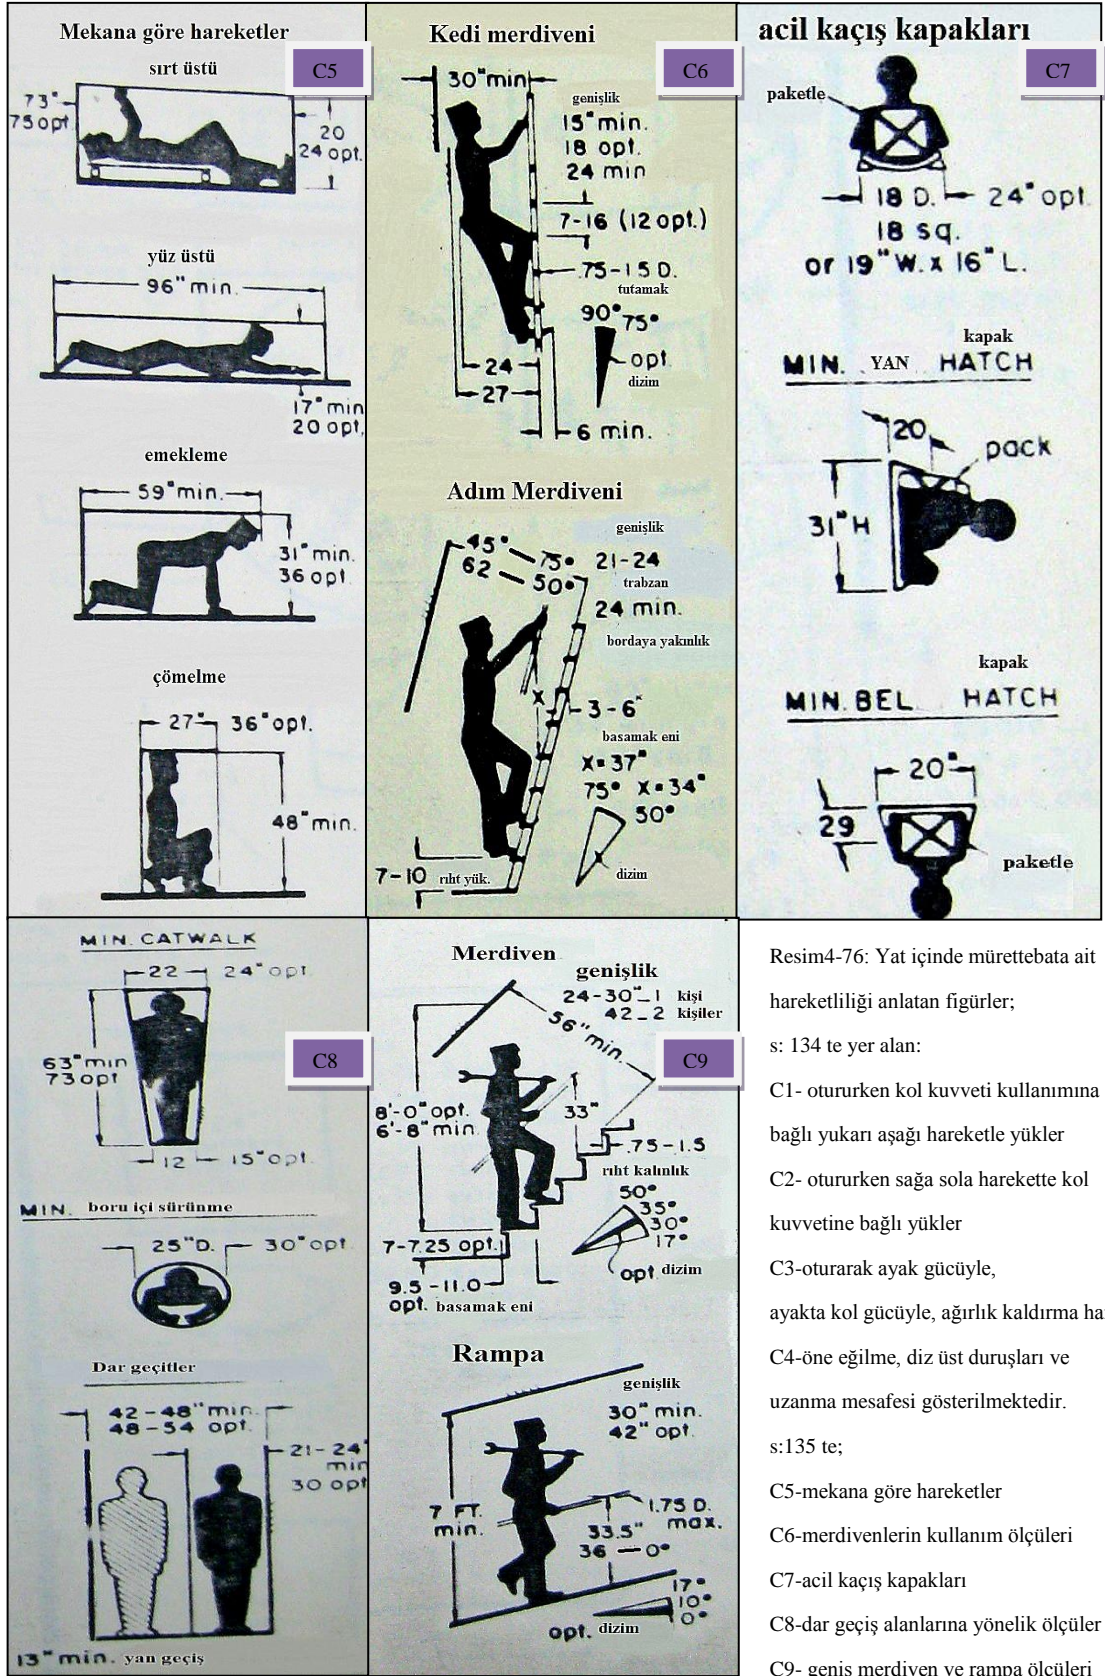 Mekana göre hareketler
C5
sırt üstü
73"
75 opt.
20
24 opt.
yüz üstü
96" min.
17" min
20 opt.
emekleme
59" min.
31" min.
36 opt.
çömelme
27" 36" opt.
48" min.
Kedi merdiveni
C6
30" min
genişlik
15" min.
18 opt.
24 min
7-16 (12 opt.)
.75-1.5 D.
tutamak
90° 75°
opt.
dizim
24
27
6 min.
Adım Merdiveni
genişlik
45° 75° 21-24
62 50° trabzan
24 min.
bordaya yakınlık
X
3-6"
basamak eni
X=37"
75° X=34"
50°
dizim
7-10 rıht yük.
acil kaçış kapakları
C7
paketle
18 D. 24" opt.
18 sq.
or 19" W. x 16" L.
kapak
MIN. YAN HATCH
20
pack
31" H
kapak
MIN. BEL HATCH
20"
29
paketle
MIN. CATWALK
22 24" opt.
C8
63" min
73 opt
12 15" opt.
MIN. boru içi sürünme
25" D. 30" opt.
Dar geçitler
42-48" min.
48-54 opt.
21-24"
min
30 opt
13" min. yan geçiş
Merdiven
genişlik
24-30"_1 kişi
42_2 kişiler
56" min.
C9
8'-0" opt.
6'-8" min.
33"
.75-1.5
rıht kalınlık
50°
35°
30°
17°
7-7.25 opt.
opt. dizim
9.5-11.0
opt. basamak eni
Rampa
genişlik
30" min.
42" opt.
7 FT.
min.
1.75 D.
max.
33.5"
36 — 0°
17°
10°
0°
opt. dizim
Resim4-76: Yat içinde mürettebata ait
hareketliliği anlatan figürler;
s: 134 te yer alan:
C1- otururken kol kuvveti kullanımına
bağlı yukarı aşağı hareketle yükler
C2- otururken sağa sola harekette kol
kuvvetine bağlı yükler
C3-oturarak ayak gücüyle,
ayakta kol gücüyle, ağırlık kaldırma ha
C4-öne eğilme, diz üst duruşları ve
uzanma mesafesi gösterilmektedir.
s:135 te;
C5-mekana göre hareketler
C6-merdivenlerin kullanım ölçüleri
C7-acil kaçış kapakları
C8-dar geçiş alanlarına yönelik ölçüler
C9- geniş merdiven ve rampa ölçüleri